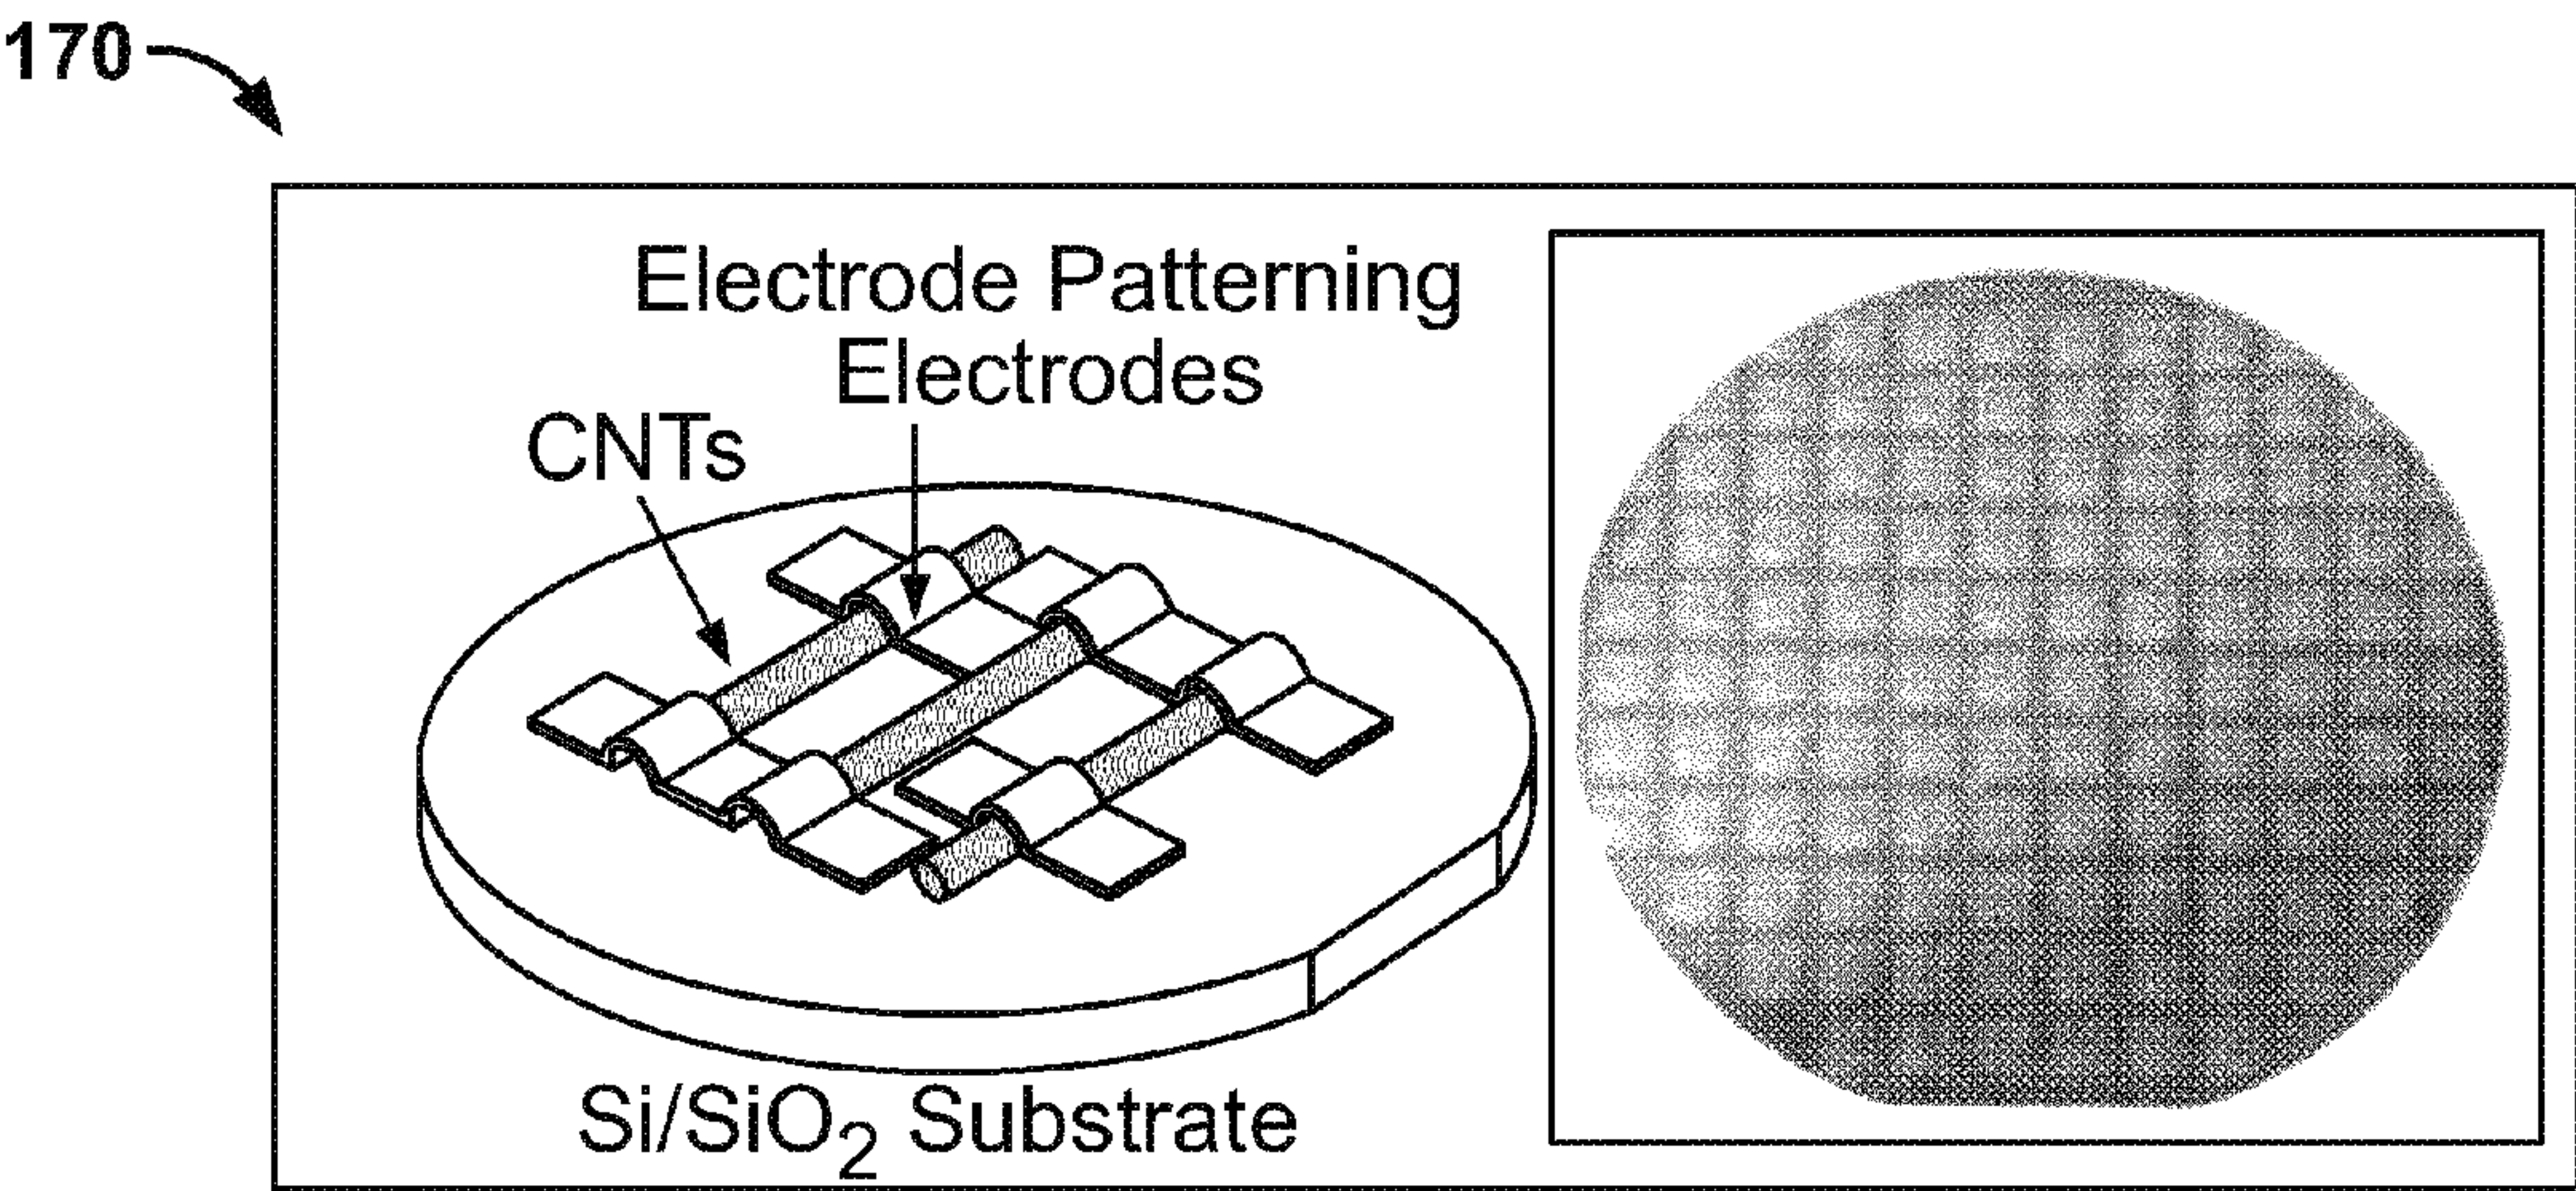 170
Electrode Patterning
Electrodes
CNTs
Si/SiO₂ Substrate